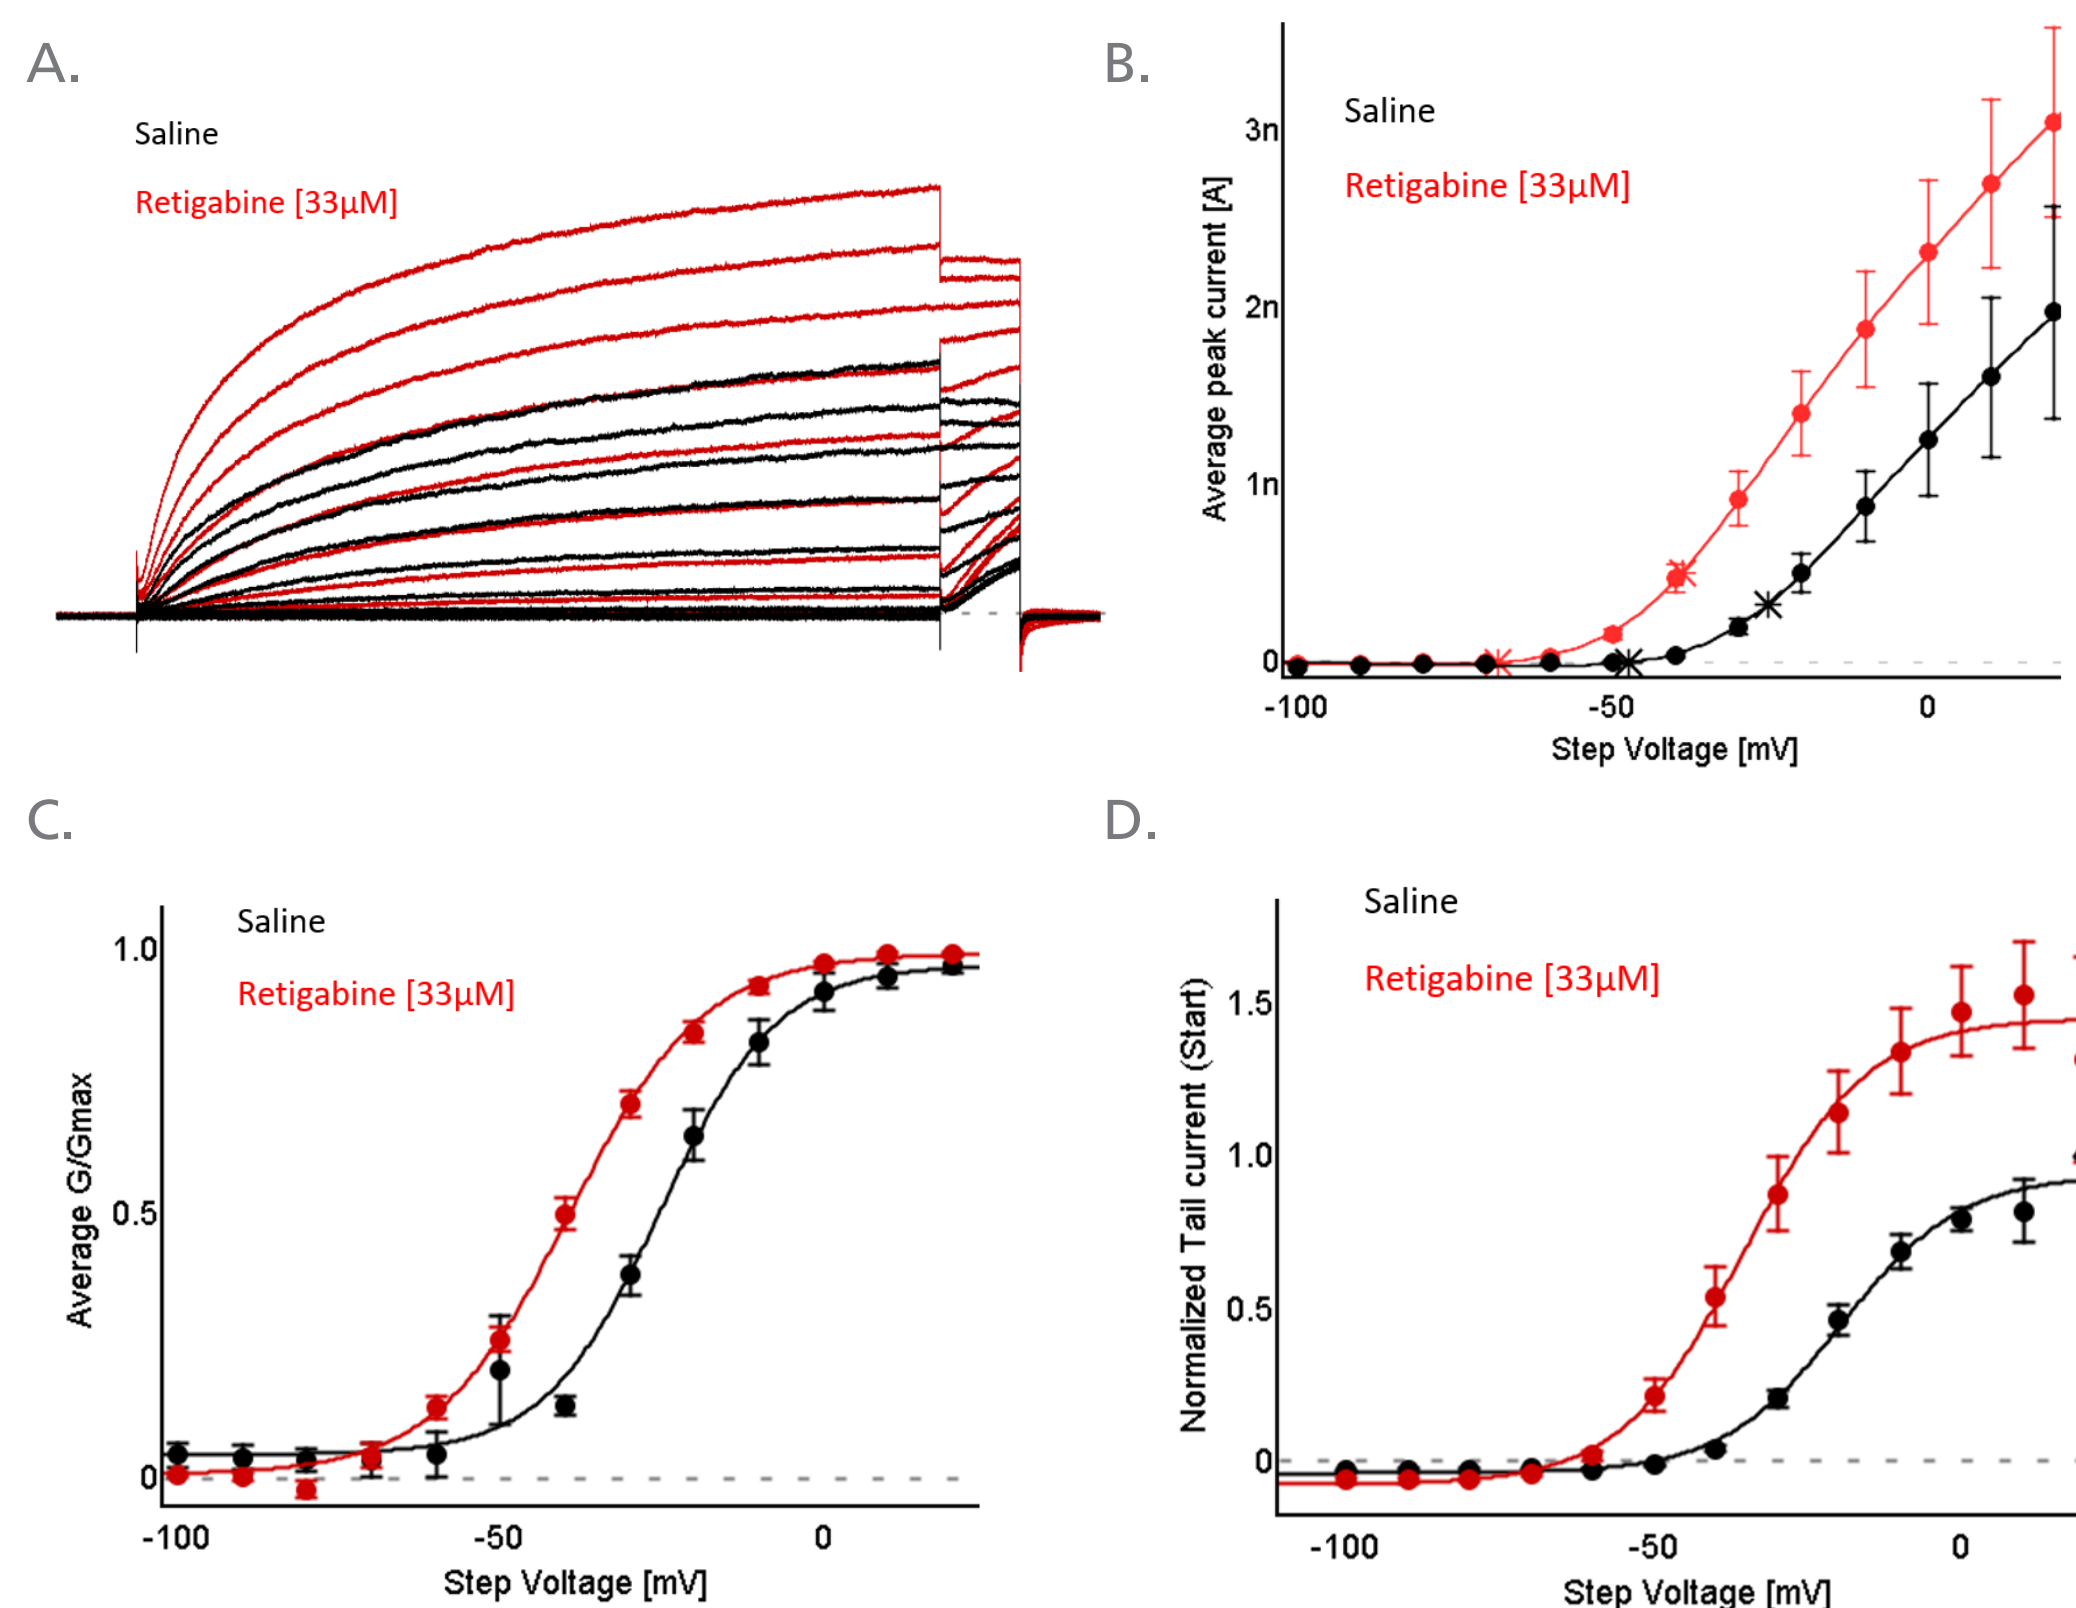 A.
Saline
Retigabine [33µM]
B.
Saline
Retigabine [33µM]
3n
2n
1n
0
Average peak current [A]
-100
-50
0
Step Voltage [mV]
C.
Saline
Retigabine [33µM]
1.0
0.5
0
Average G/Gmax
-100
-50
0
Step Voltage [mV]
D.
Saline
Retigabine [33µM]
1.5
1.0
0.5
0
Normalized Tail current (Start)
-100
-50
0
Step Voltage [mV]